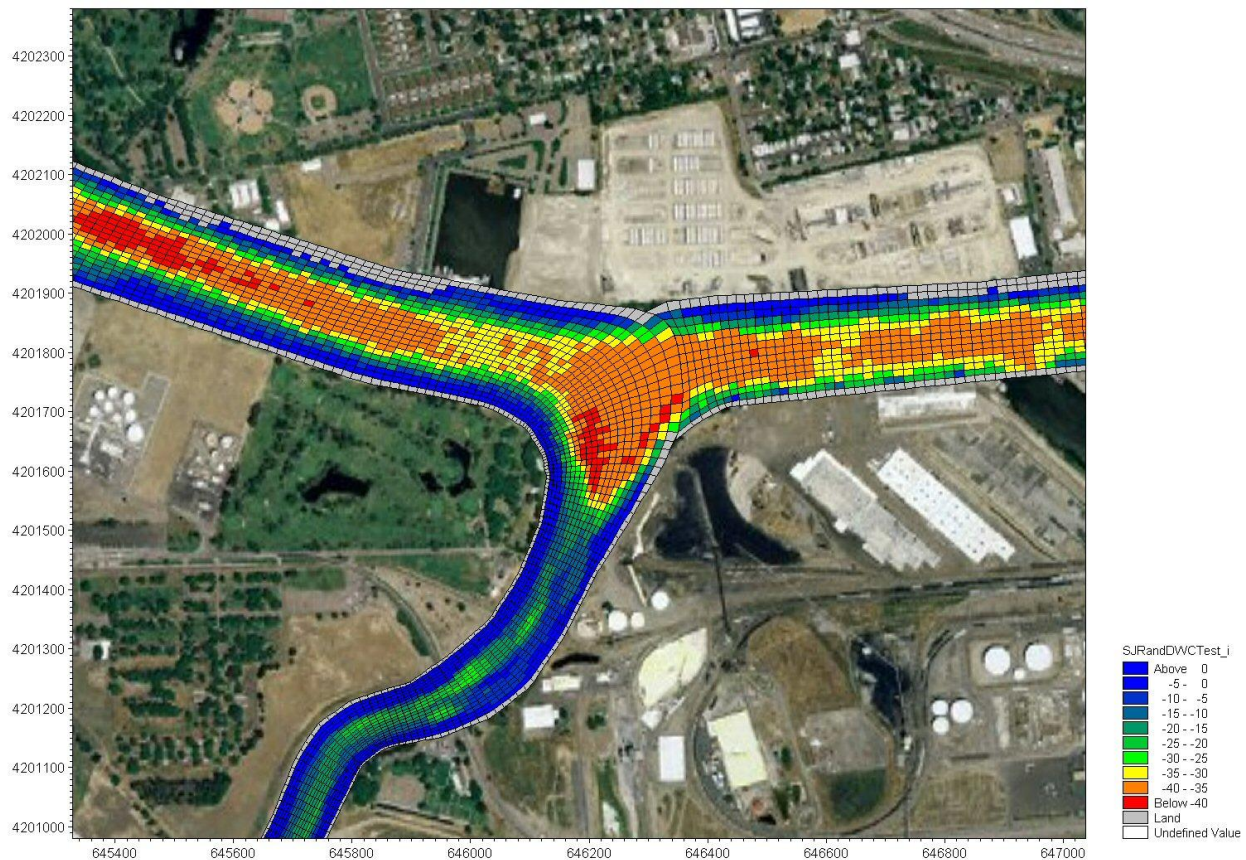 4202300
4202200
4202100
4202000
4201900
4201800
4201700
4201600
4201500
4201400
4201300
4201200
4201100
4201000
645400 645600 645800 646000 646200 646400 646600 646800 647000
SJRandDWCTest_i
Above 0
-5 - 0
-10 - -5
-15 - -10
-20 - -15
-25 - -20
-30 - -25
-35 - -30
-40 - -35
Below -40
Land
Undefined Value